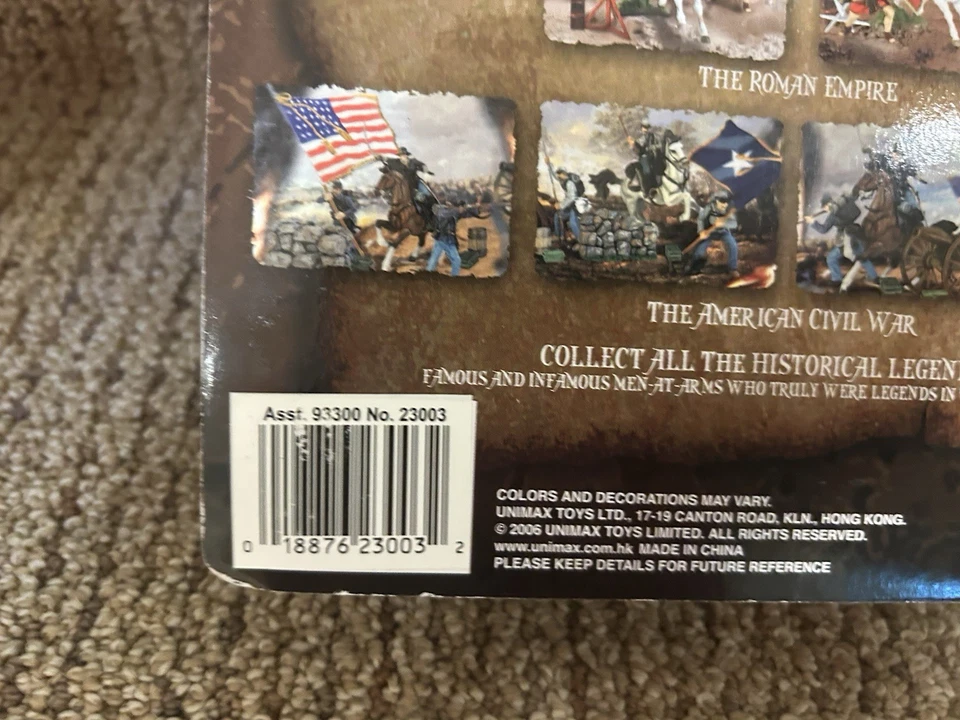 THE ROMAN EMPIRE
THE AMERICAN CIVIL WAR
COLLECT ALL THE HISTORICAL
FAMOUS AND INFAMOUS MEN-AT-ARMS WHO TRULY WERE LEGENDS IN
Asst. 93300 No. 23003
0 18876 23003 2
COLORS AND DECORATIONS MAY VARY.
UNIMAX TOYS LTD., 17-19 CANTON ROAD, KLN., HONG KONG.
© 2006 UNIMAX TOYS LIMITED. ALL RIGHTS RESERVED.
www.unimax.com.hk MADE IN CHINA
PLEASE KEEP DETAILS FOR FUTURE REFERENCE